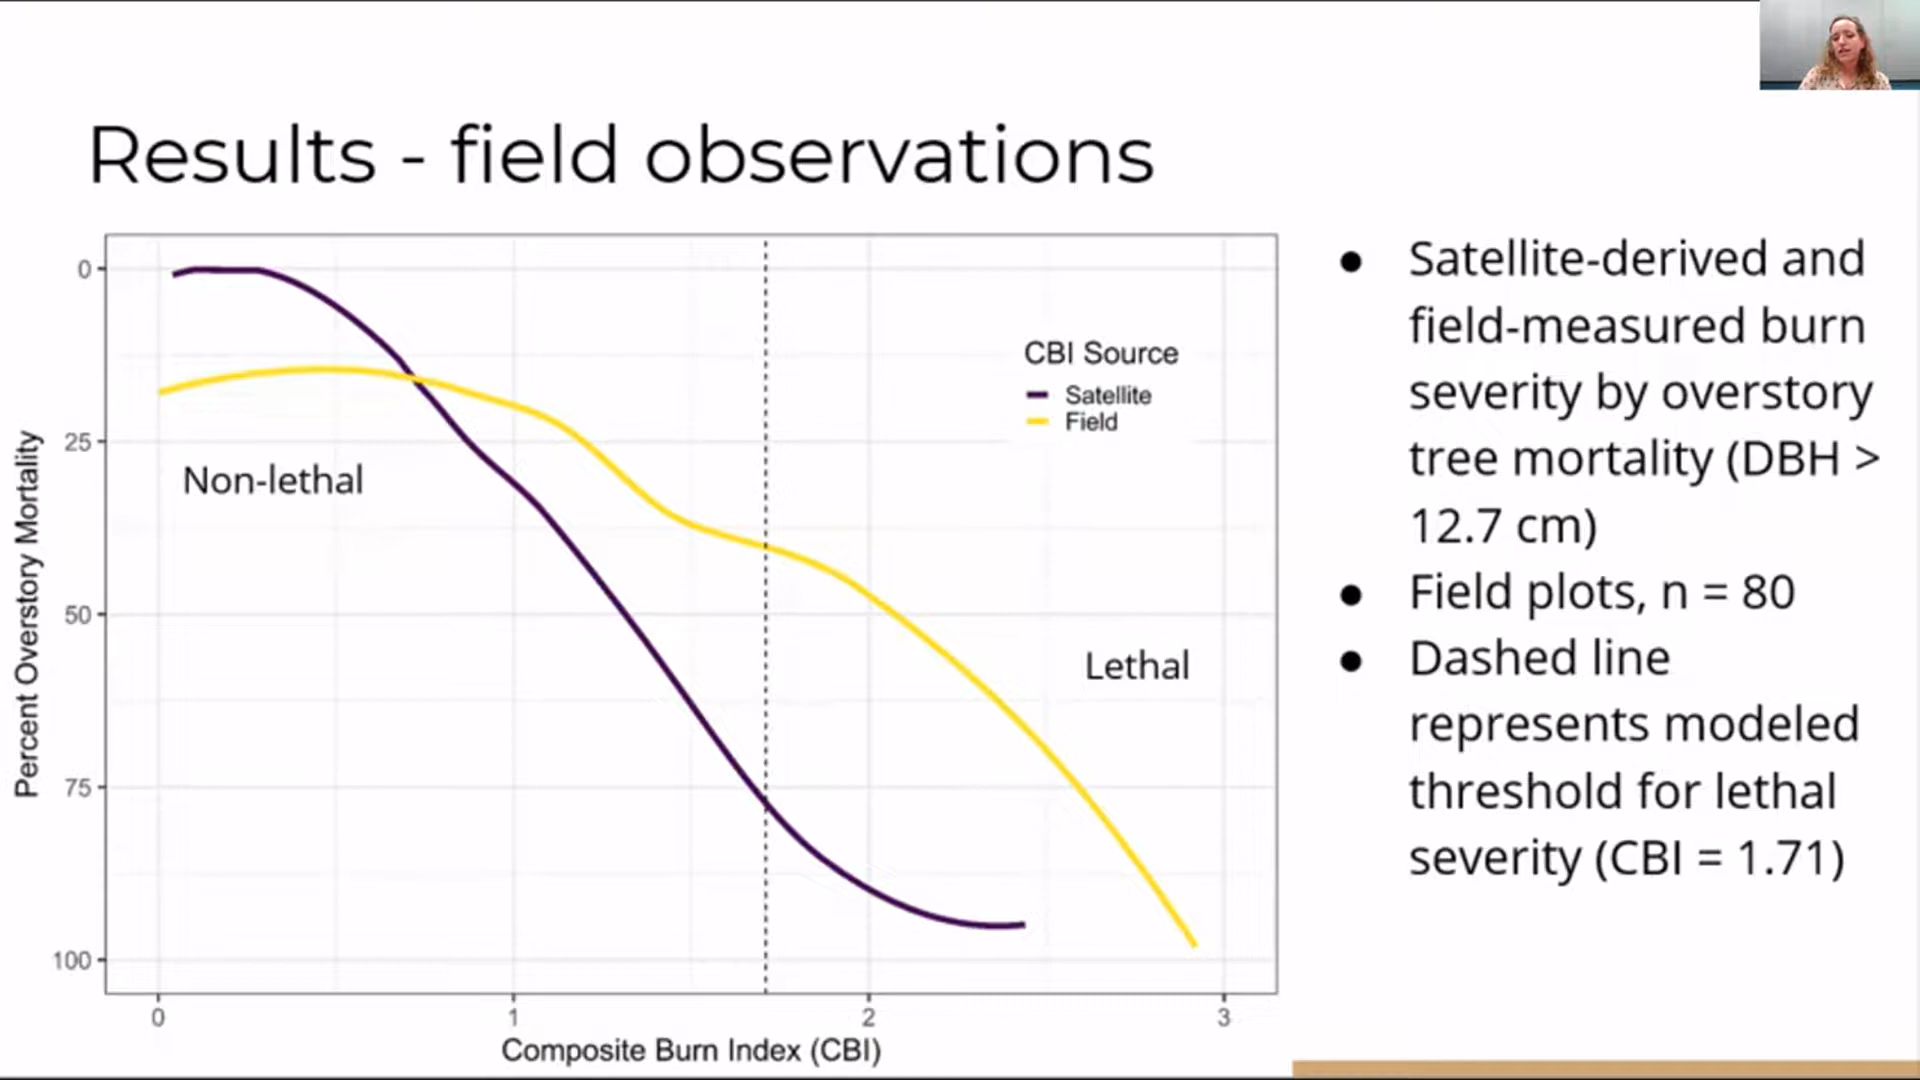 Results - field observations
Percent Overstory Mortality
0
25
50
75
100
Non-lethal
Lethal
CBI Source
Satellite
Field
0 1 2 3
Composite Burn Index (CBI)
● Satellite-derived and
field-measured burn
severity by overstory
tree mortality (DBH >
12.7 cm)
● Field plots, n = 80
● Dashed line
represents modeled
threshold for lethal
severity (CBI = 1.71)